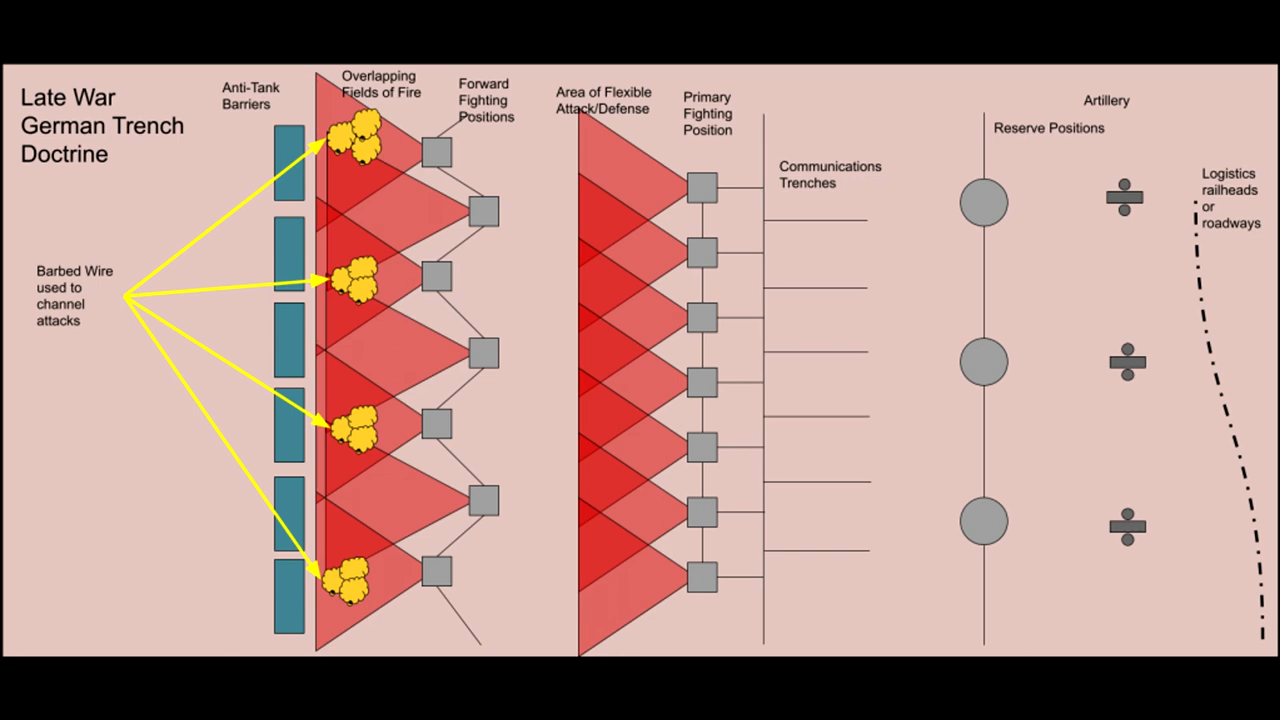 Late War
German Trench
Doctrine
Anti-Tank
Barriers
Overlapping
Fields of Fire
Forward
Fighting
Positions
Area of Flexible
Attack/Defense
Primary
Fighting
Position
Communications
Trenches
Artillery
Reserve Positions
Logistics
railheads
or
roadways
Barbed Wire
used to
channel
attacks